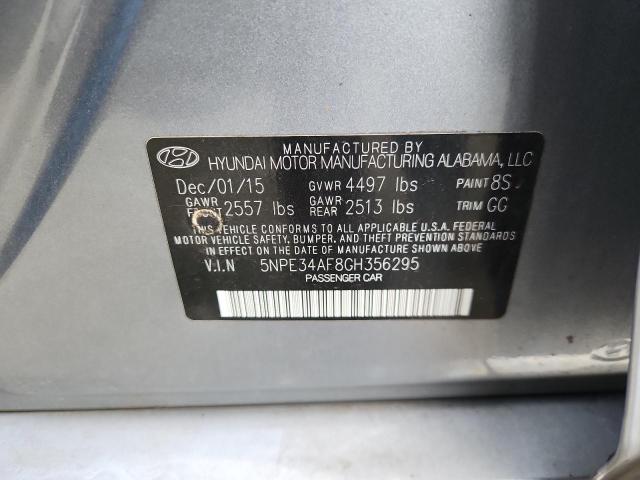 MANUFACTURED BY
HYUNDAI MOTOR MANUFACTURING ALABAMA, LLC
Dec/01/15 GVWR 4497 lbs PAINT 8S
GAWR FRONT 2557 lbs GAWR REAR 2513 lbs TRIM GG
THIS VEHICLE CONFORMS TO ALL APPLICABLE U.S.A. FEDERAL
MOTOR VEHICLE SAFETY, BUMPER, AND THEFT PREVENTION STANDARDS
IN EFFECT ON THE DATE OF MANUFACTURE SHOWN ABOVE
V.I.N 5NPE34AF8GH356295
PASSENGER CAR